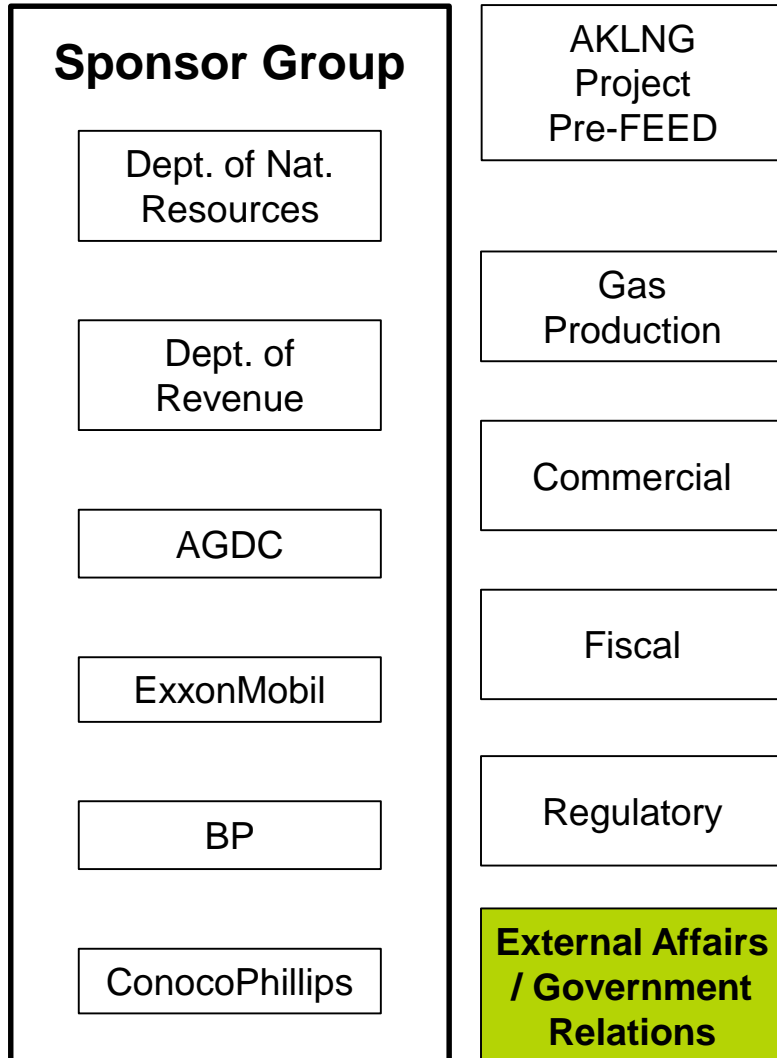 Sponsor Group
Dept. of Nat.
Resources
Dept. of
Revenue
AGDC
ExxonMobil
BP
ConocoPhillips
AKLNG
Project
Pre-FEED
Gas
Production
Commercial
Fiscal
Regulatory
External Affairs
/ Government
Relations